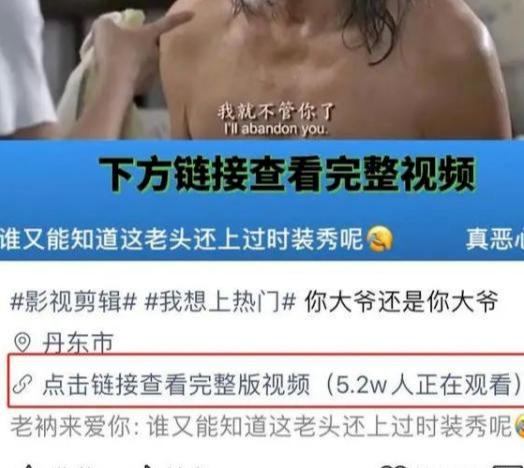 我就不管你了
I'll abandon you.
下方链接查看完整视频
谁又能知道这老头还上过时装秀呢🤣 真恶心
#影视剪辑# #我想上热门# 你大爷还是你大爷
丹东市
点击链接查看完整版视频（5.2w人正在观看）
老衲来爱你: 谁又能知道这老头还上过时装秀呢🤣